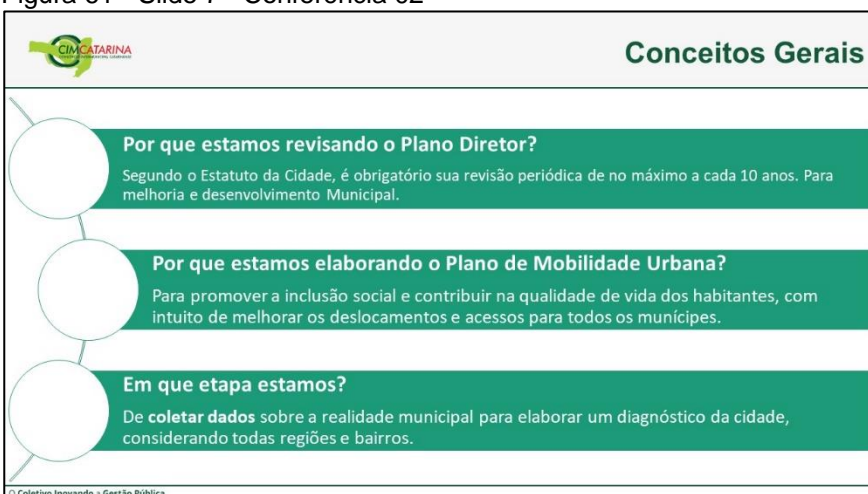 Figura 01 - Slide 7 - Conferência 02
CIMCATARINA
Conceitos Gerais
Por que estamos revisando o Plano Diretor?
Segundo o Estatuto da Cidade, é obrigatório sua revisão periódica de no máximo a cada 10 anos. Para
melhoria e desenvolvimento Municipal.
Por que estamos elaborando o Plano de Mobilidade Urbana?
Para promover a inclusão social e contribuir na qualidade de vida dos habitantes, com
intuito de melhorar os deslocamentos e acessos para todos os munícipes.
Em que etapa estamos?
De coletar dados sobre a realidade municipal para elaborar um diagnóstico da cidade,
considerando todas regiões e bairros.
O Coletivo Inovando a Gestão Pública